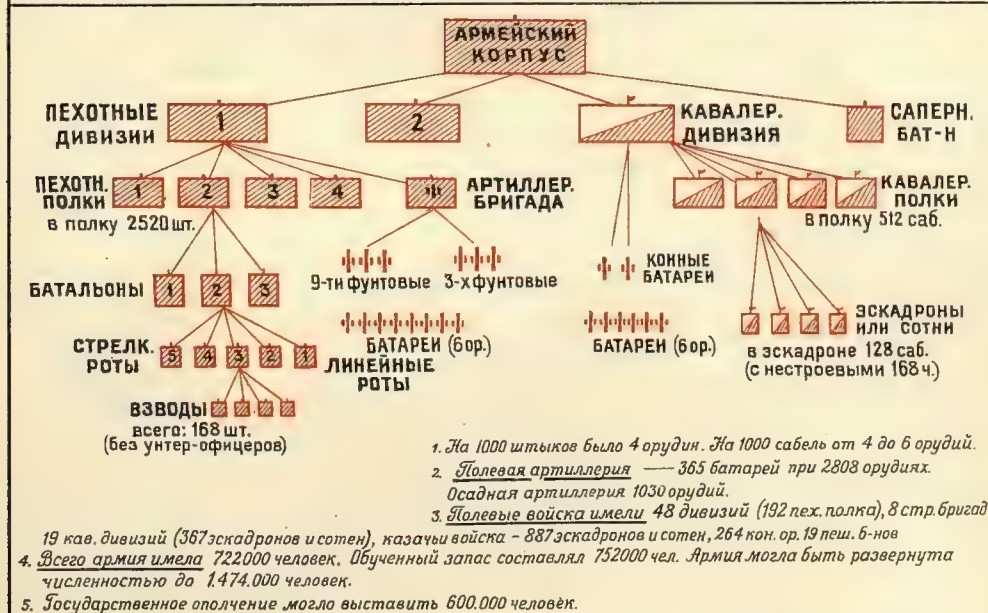 АРМЕЙСКИЙ
КОРПУС
ПЕХОТНЫЕ
ДИВИЗИИ
1
2
КАВАЛЕР.
ДИВИЗИЯ
САПЕРН.
БАТ-Н
ПЕХОТН.
ПОЛКИ
1 2 3 4
АРТИЛЛЕР.
БРИГАДА
КАВАЛЕР.
ПОЛКИ
в полку 2520 шт.
в полку 512 саб.
9-ти фунтовые
3-х фунтовые
КОННЫЕ
БАТАРЕИ
БАТАЛЬОНЫ
1 2 3
БАТАРЕИ (6 ор.)
БАТАРЕИ (6 ор.)
ЭСКАДРОНЫ
ИЛИ СОТНИ
в эскадроне 128 саб.
(с нестроевыми 168 ч.)
СТРЕЛК.
РОТЫ
5 4 3 2 1
ЛИНЕЙНЫЕ
РОТЫ
ВЗВОДЫ
всего: 168 шт.
(без унтер-офицеров)
1. На 1000 штыков было 4 орудия. На 1000 сабель от 4 до 6 орудий.
2. Полевая артиллерия — 365 батарей при 2808 орудиях.
Осадная артиллерия 1030 орудий.
3. Полевые войска имели 48 дивизий (192 пех. полка), 8 стр. бригад
19 кав. дивизий (367 эскадронов и сотен), казачьи войска - 887 эскадронов и сотен, 264 кон. ор. 19 пеш. б-нов
4. Всего армия имела 722000 человек. Обученный запас составлял 752000 чел. Армия могла быть развернута
численностью до 1.474.000 человек.
5. Государственное ополчение могло выставить 600.000 человек.